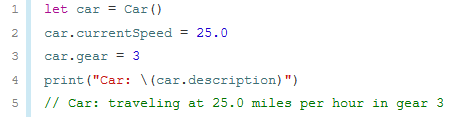 1 let car = Car()
2 car.currentSpeed = 25.0
3 car.gear = 3
4 print("Car: \(car.description)")
5 // Car: traveling at 25.0 miles per hour in gear 3